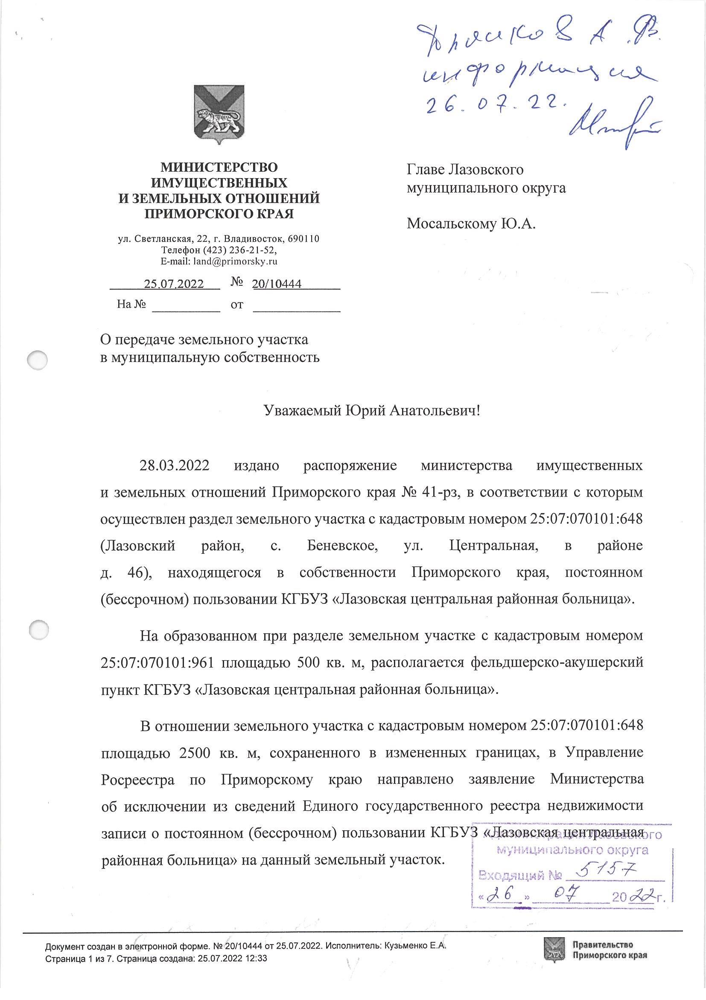 А.В.
информация
26.07.22.
МИНИСТЕРСТВО
ИМУЩЕСТВЕННЫХ
И ЗЕМЕЛЬНЫХ ОТНОШЕНИЙ
ПРИМОРСКОГО КРАЯ
ул. Светланская, 22, г. Владивосток, 690110
Телефон (423) 236-21-52,
E-mail: land@primorsky.ru
25.07.2022 № 20/10444
На № от
Главе Лазовского
муниципального округа
Мосальскому Ю.А.
О передаче земельного участка
в муниципальную собственность
Уважаемый Юрий Анатольевич!
28.03.2022 издано распоряжение министерства имущественных
и земельных отношений Приморского края № 41-рз, в соответствии с которым
осуществлен раздел земельного участка с кадастровым номером 25:07:070101:648
(Лазовский район, с. Беневское, ул. Центральная, в районе
д. 46), находящегося в собственности Приморского края, постоянном
(бессрочном) пользовании КГБУЗ «Лазовская центральная районная больница».
На образованном при разделе земельном участке с кадастровым номером
25:07:070101:961 площадью 500 кв. м, располагается фельдшерско-акушерский
пункт КГБУЗ «Лазовская центральная районная больница».
В отношении земельного участка с кадастровым номером 25:07:070101:648
площадью 2500 кв. м, сохраненного в измененных границах, в Управление
Росреестра по Приморскому краю направлено заявление Министерства
об исключении из сведений Единого государственного реестра недвижимости
записи о постоянном (бессрочном) пользовании КГБУЗ «Лазовская центральная
районная больница» на данный земельный участок.
Администрация Лазовского
муниципального округа
Входящий № 5157
«26» 07 2022г.
Документ создан в электронной форме. № 20/10444 от 25.07.2022. Исполнитель: Кузьменко Е.А.
Страница 1 из 7. Страница создана: 25.07.2022 12:33
Правительство
Приморского края